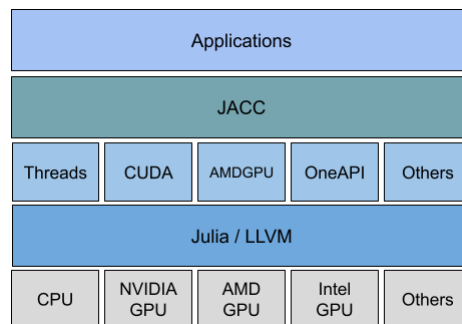 Applications
JACC
Threads CUDA AMDGPU OneAPI Others
Julia / LLVM
CPU
NVIDIA
GPU
AMD
GPU
Intel
GPU
Others